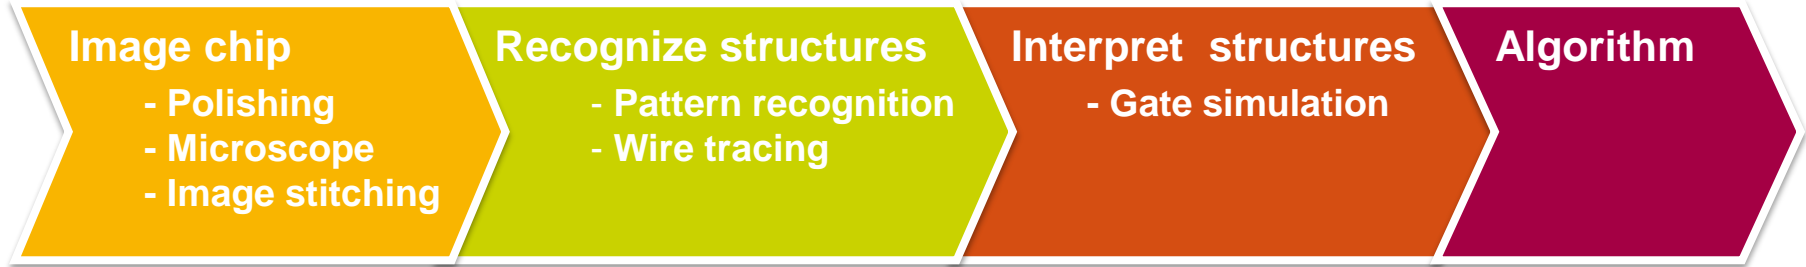 Image chip
- Polishing
- Microscope
- Image stitching
Recognize structures
- Pattern recognition
- Wire tracing
Interpret  structures
- Gate simulation
Algorithm